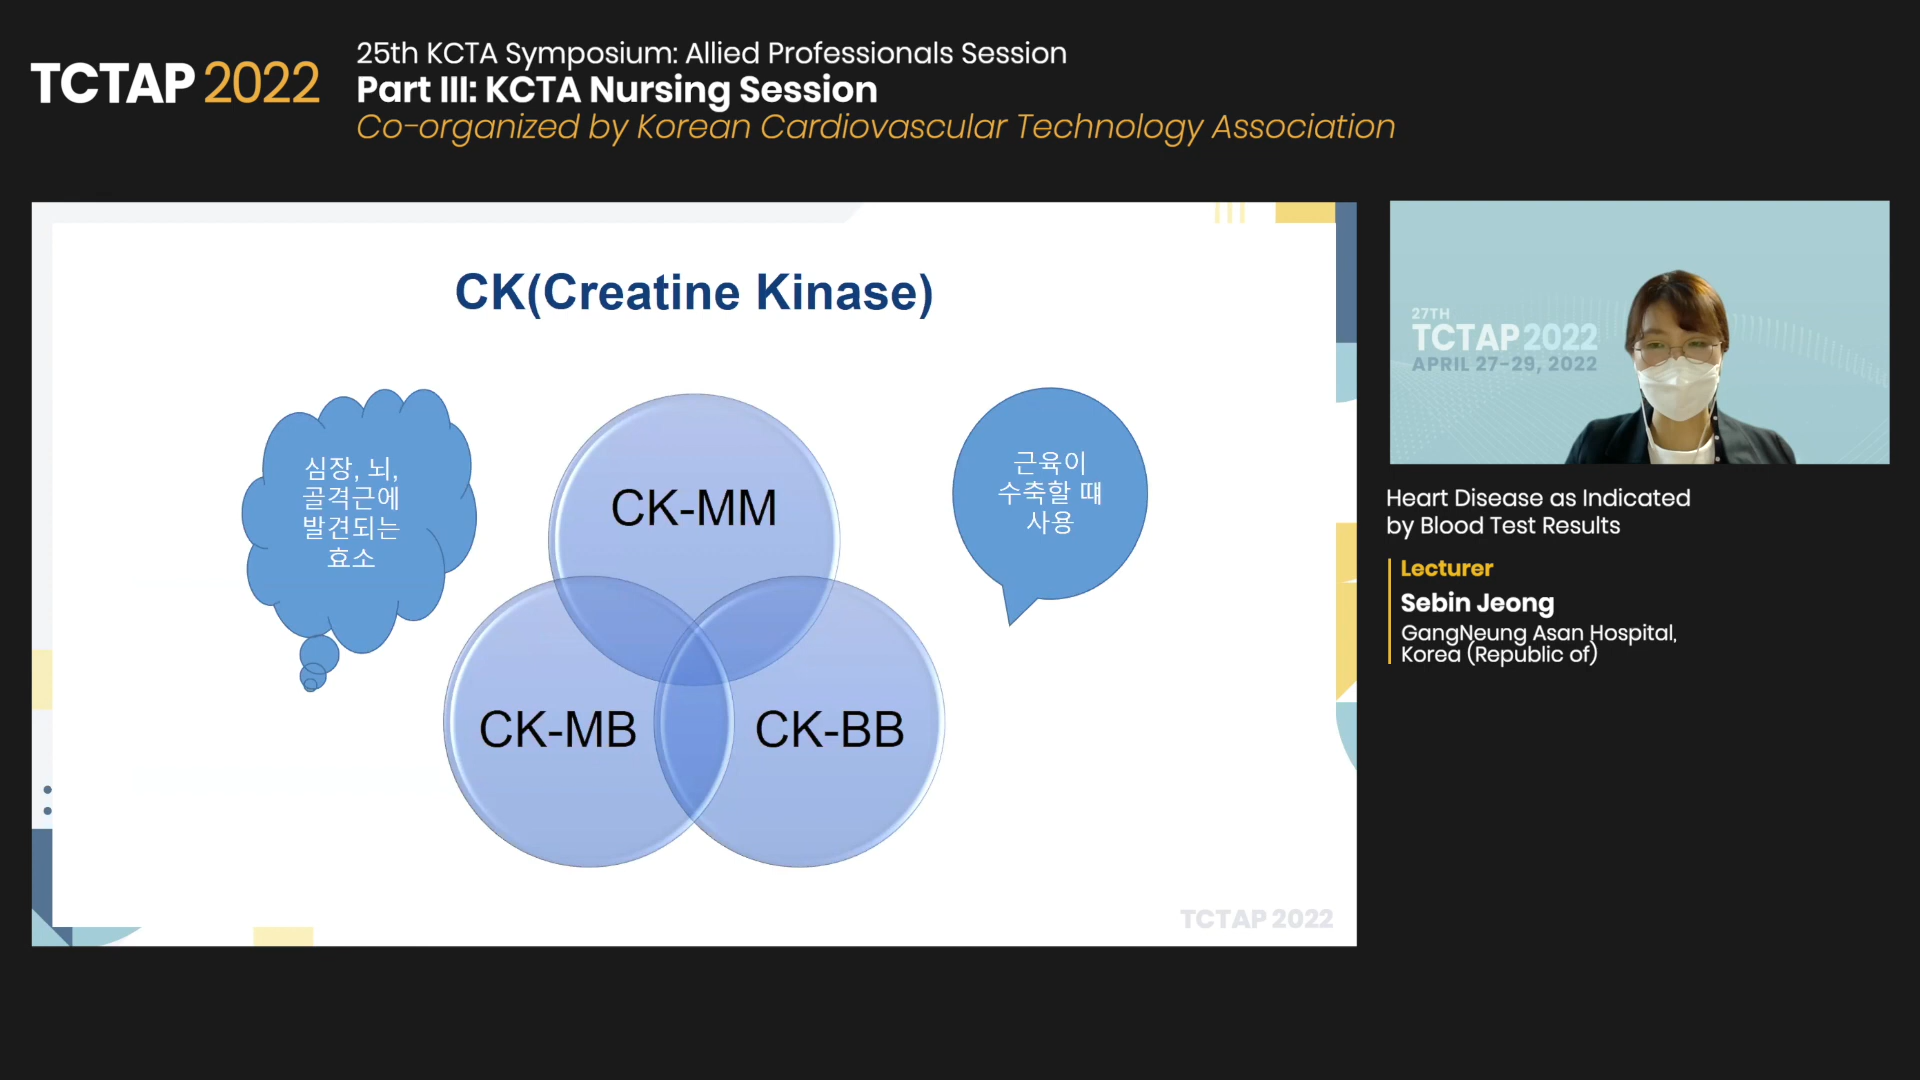 TCTAP 2022
25th KCTA Symposium: Allied Professionals Session
Part III: KCTA Nursing Session
Co-organized by Korean Cardiovascular Technology Association
CK(Creatine Kinase)
심장, 뇌,
골격근에
발견되는
효소
CK-MM
근육이
수축할 떄
사용
CK-MB
CK-BB
TCTAP 2022
27TH
TCTAP 2022
APRIL 27-29, 2022
Heart Disease as Indicated
by Blood Test Results
Lecturer
Sebin Jeong
GangNeung Asan Hospital,
Korea (Republic of)